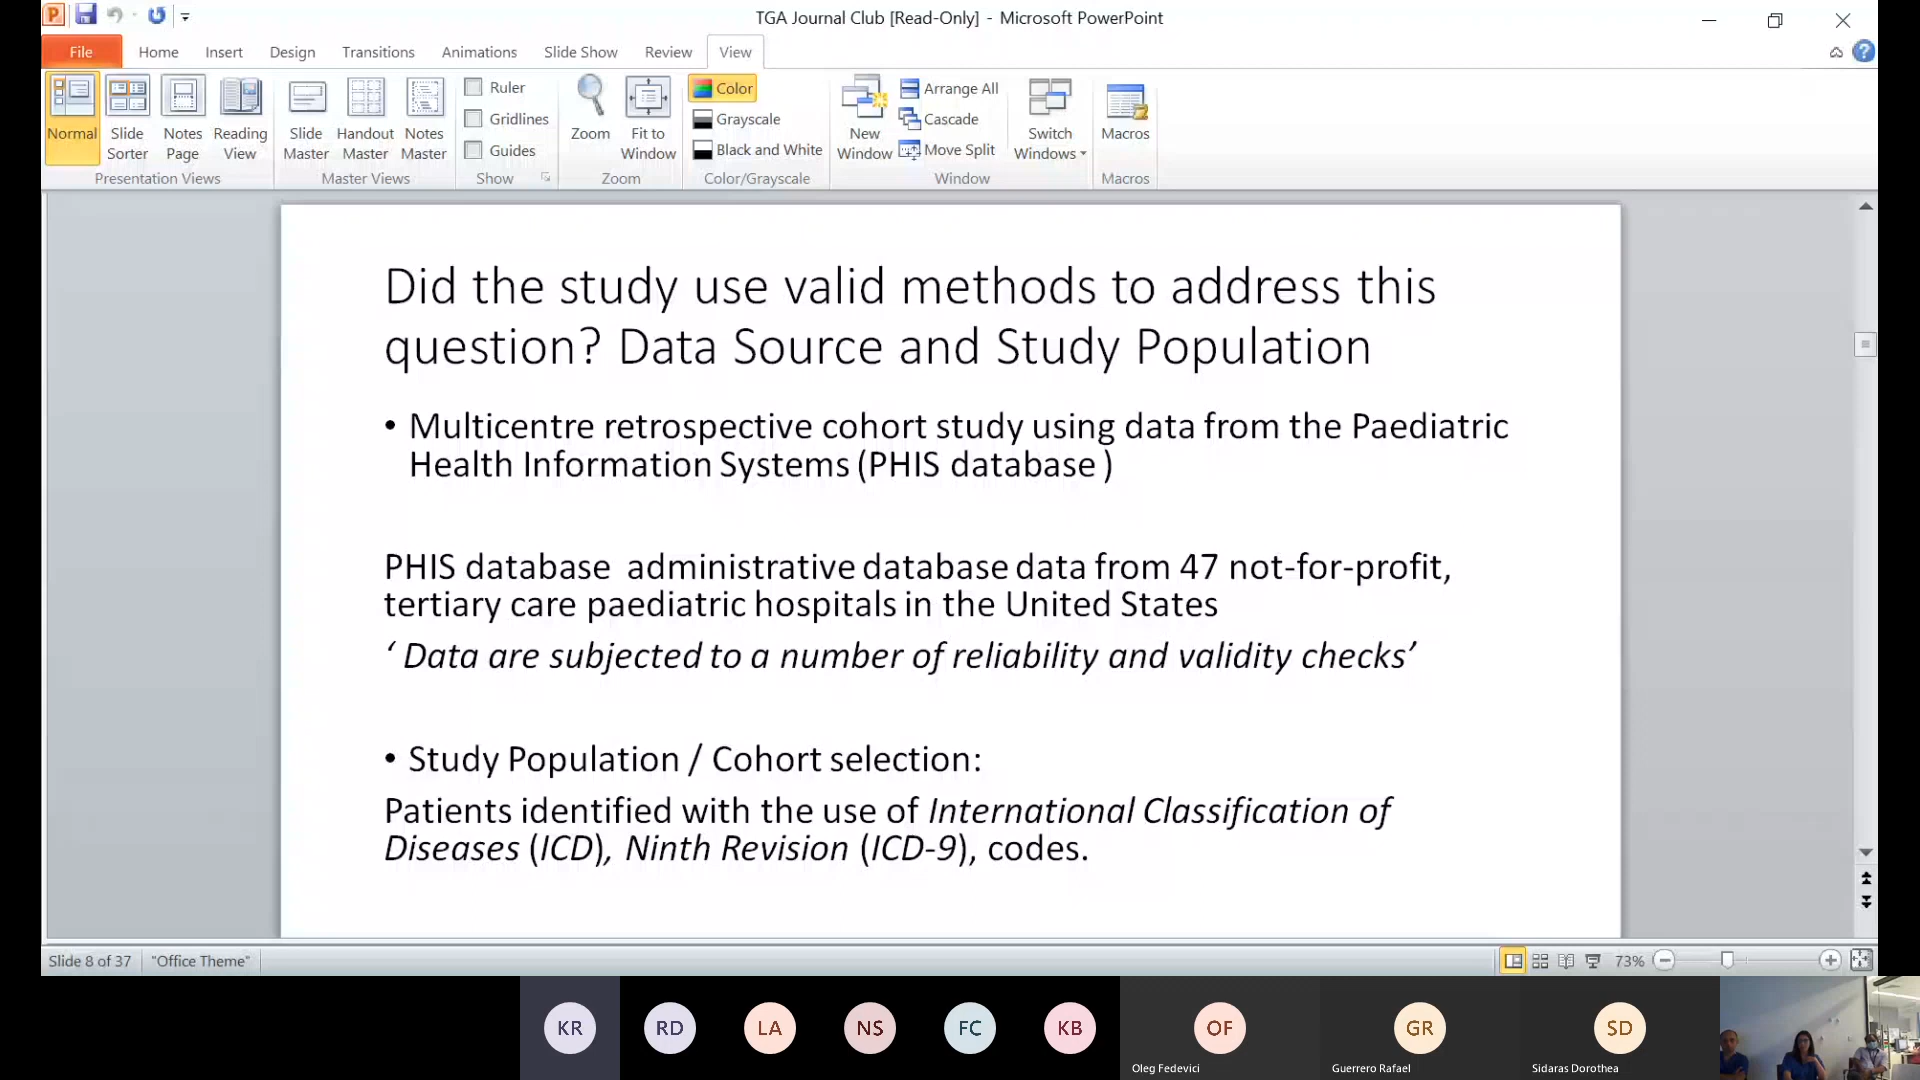 TGA Journal Club [Read-Only] - Microsoft PowerPoint
File Home Insert Design Transitions Animations Slide Show Review View
Normal
Slide Sorter
Notes Page
Reading View
Presentation Views
Slide Master
Handout Master
Notes Master
Master Views
Ruler
Gridlines
Guides
Show
Zoom
Fit to Window
Zoom
Color
Grayscale
Black and White
Color/Grayscale
New Window
Arrange All
Cascade
Move Split
Switch Windows
Window
Macros
Macros
Did the study use valid methods to address this
question? Data Source and Study Population
• Multicentre retrospective cohort study using data from the Paediatric
Health Information Systems (PHIS database )
PHIS database administrative database data from 47 not-for-profit,
tertiary care paediatric hospitals in the United States
‘ Data are subjected to a number of reliability and validity checks’
• Study Population / Cohort selection:
Patients identified with the use of International Classification of
Diseases (ICD), Ninth Revision (ICD-9), codes.
Slide 8 of 37 "Office Theme" 73%
KR RD LA NS FC KB OF GR SD
Oleg Fedevici Guerrero Rafael Sidaras Dorothea